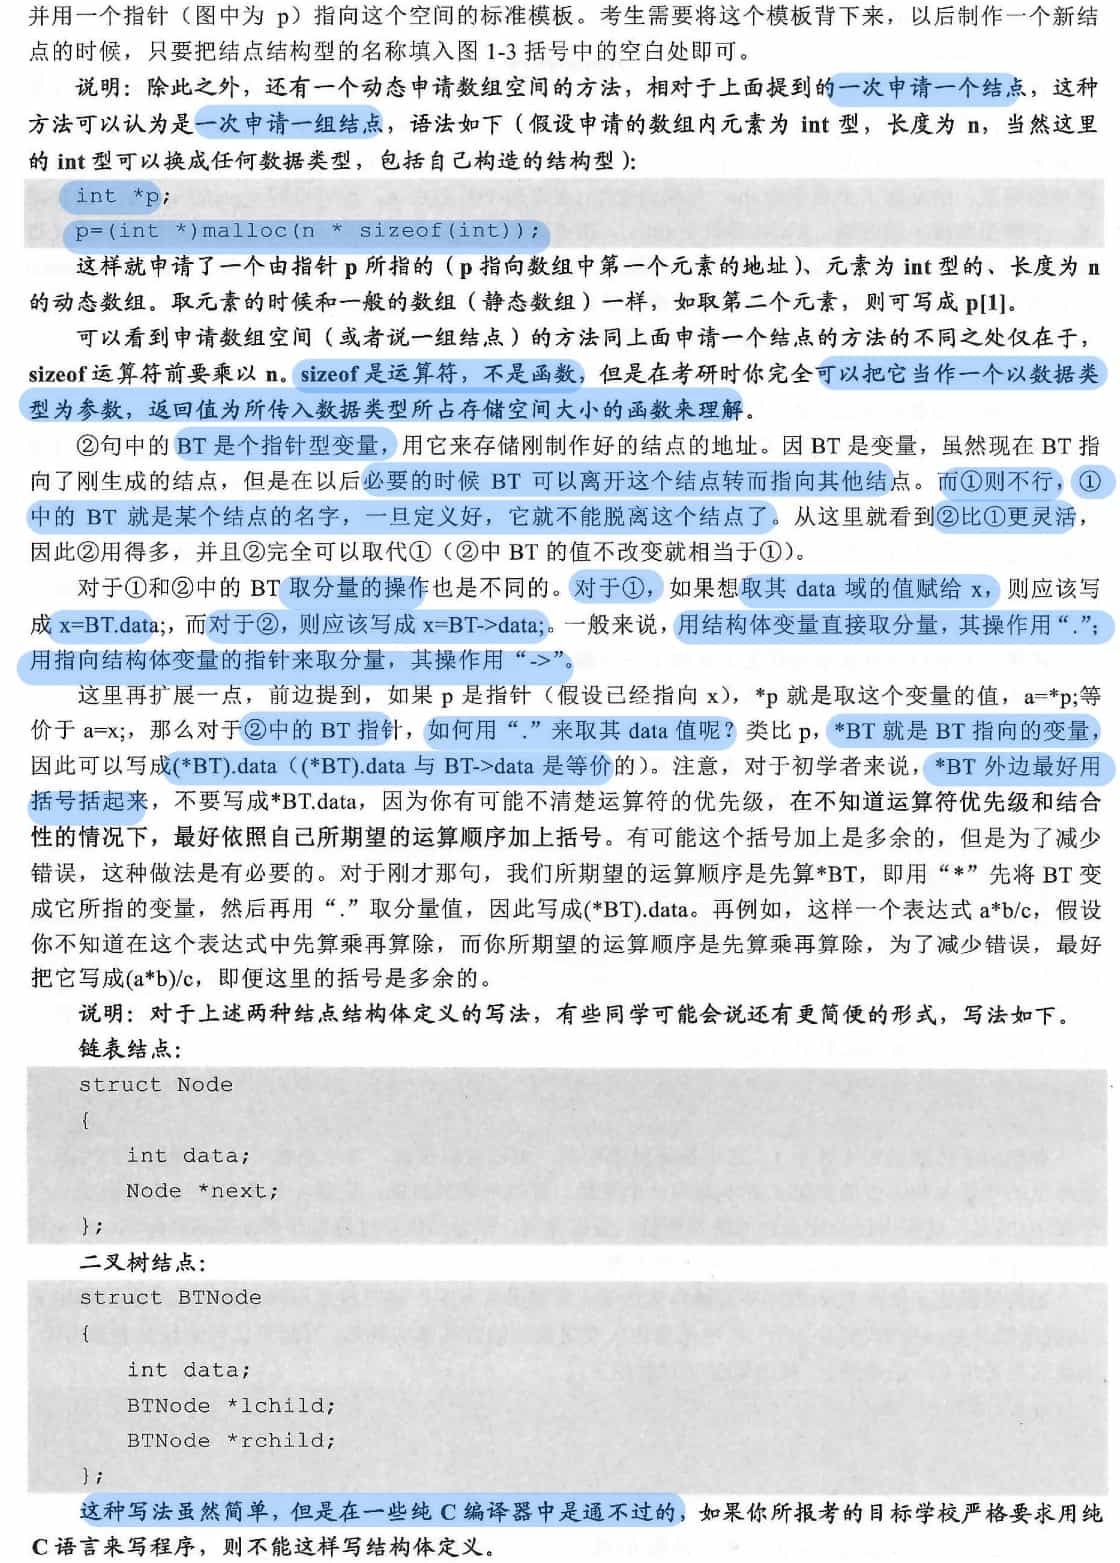 并用一个指针（图中为 p）指向这个空间的标准模板。考生需要将这个模板背下来，以后制作一个新结
点的时候，只要把结点结构型的名称填入图 1-3 括号中的空白处即可。
说明：除此之外，还有一个动态申请数组空间的方法，相对于上面提到的一次申请一个结点，这种
方法可以认为是一次申请一组结点，语法如下（假设申请的数组内元素为 int 型，长度为 n，当然这里
的 int 型可以换成任何数据类型，包括自己构造的结构型）：
int *p;
p=(int *)malloc(n * sizeof(int));
这样就申请了一个由指针 p 所指的（p 指向数组中第一个元素的地址）、元素为 int 型的、长度为 n
的动态数组。取元素的时候和一般的数组（静态数组）一样，如取第二个元素，则可写成 p[1]。
可以看到申请数组空间（或者说一组结点）的方法同上面申请一个结点的方法的不同之处仅在于，
sizeof 运算符前要乘以 n。sizeof 是运算符，不是函数，但是在考研时你完全可以把它当作一个以数据类
型为参数，返回值为所传入数据类型所占存储空间大小的函数来理解。
②句中的 BT 是个指针型变量，用它来存储刚制作好的结点的地址。因 BT 是变量，虽然现在 BT 指
向了刚生成的结点，但是在以后必要的时候 BT 可以离开这个结点转而指向其他结点。而①则不行，①
中的 BT 就是某个结点的名字，一旦定义好，它就不能脱离这个结点了。从这里就看到②比①更灵活，
因此②用得多，并且②完全可以取代①（②中 BT 的值不改变就相当于①）。
对于①和②中的 BT 取分量的操作也是不同的。对于①，如果想取其 data 域的值赋给 x，则应该写
成 x=BT.data;，而对于②，则应该写成 x=BT->data;。一般来说，用结构体变量直接取分量，其操作用“.”；
用指向结构体变量的指针来取分量，其操作用“->”。
这里再扩展一点，前边提到，如果 p 是指针（假设已经指向 x），*p 就是取这个变量的值，a=*p;等
价于 a=x;，那么对于②中的 BT 指针，如何用“.”来取其 data 值呢？类比 p，*BT 就是 BT 指向的变量，
因此可以写成(*BT).data（(*BT).data 与 BT->data 是等价的）。注意，对于初学者来说，*BT 外边最好用
括号括起来，不要写成*BT.data，因为你有可能不清楚运算符的优先级，在不知道运算符优先级和结合
性的情况下，最好依照自己所期望的运算顺序加上括号。有可能这个括号加上是多余的，但是为了减少
错误，这种做法是有必要的。对于刚才那句，我们所期望的运算顺序是先算*BT，即用“*”先将 BT 变
成它所指的变量，然后再用“.”取分量值，因此写成(*BT).data。再例如，这样一个表达式 a*b/c，假设
你不知道在这个表达式中先算乘再算除，而你所期望的运算顺序是先算乘再算除，为了减少错误，最好
把它写成(a*b)/c，即便这里的括号是多余的。
说明：对于上述两种结点结构体定义的写法，有些同学可能会说还有更简便的形式，写法如下。
链表结点：
struct Node
{
int data;
Node *next;
};
二叉树结点：
struct BTNode
{
int data;
BTNode *lchild;
BTNode *rchild;
};
这种写法虽然简单，但是在一些纯 C 编译器中是通不过的，如果你所报考的目标学校严格要求用纯
C 语言来写程序，则不能这样写结构体定义。